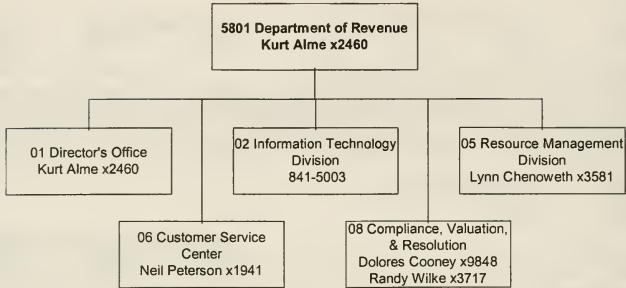 5801 Department of Revenue
Kurt Alme x2460
01 Director's Office
Kurt Alme x2460
02 Information Technology
Division
841-5003
05 Resource Management
Division
Lynn Chenoweth x3581
06 Customer Service
Center
Neil Peterson x1941
08 Compliance, Valuation,
& Resolution
Dolores Cooney x9848
Randy Wilke x3717